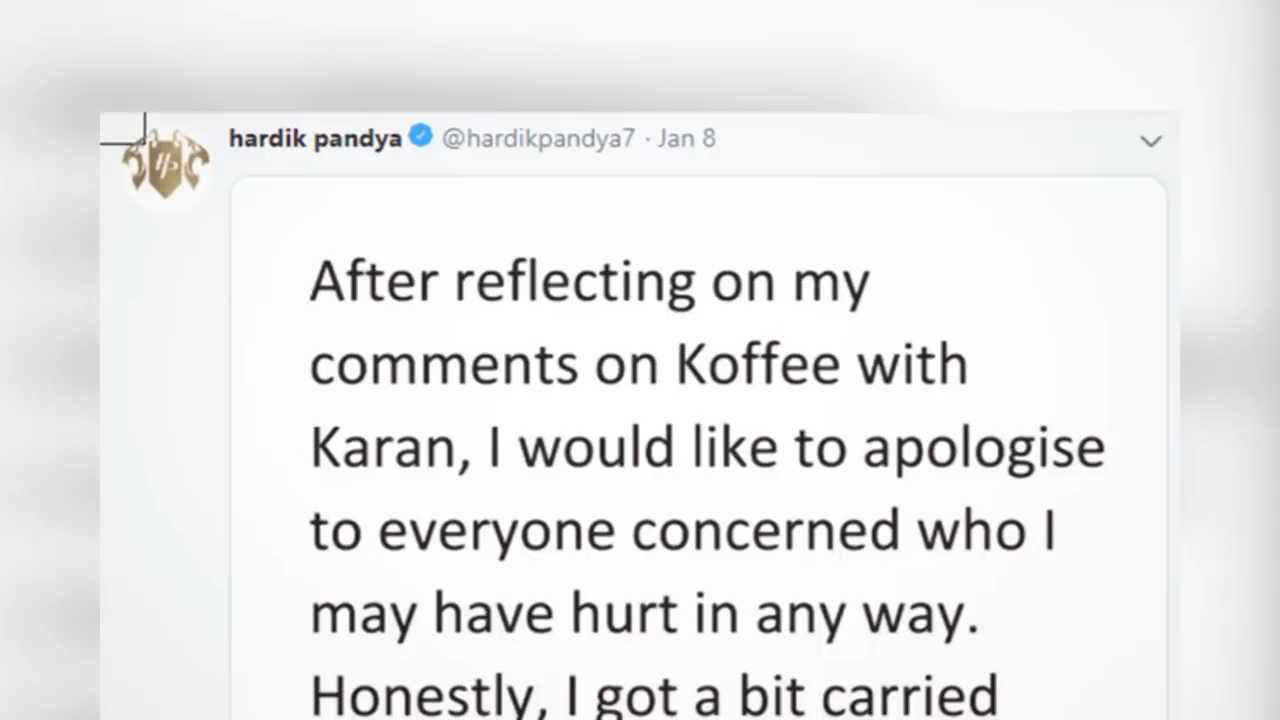 hardik pandya @hardikpandya7 · Jan 8
After reflecting on my
comments on Koffee with
Karan, I would like to apologise
to everyone concerned who I
may have hurt in any way.
Honestly, I got a bit carried